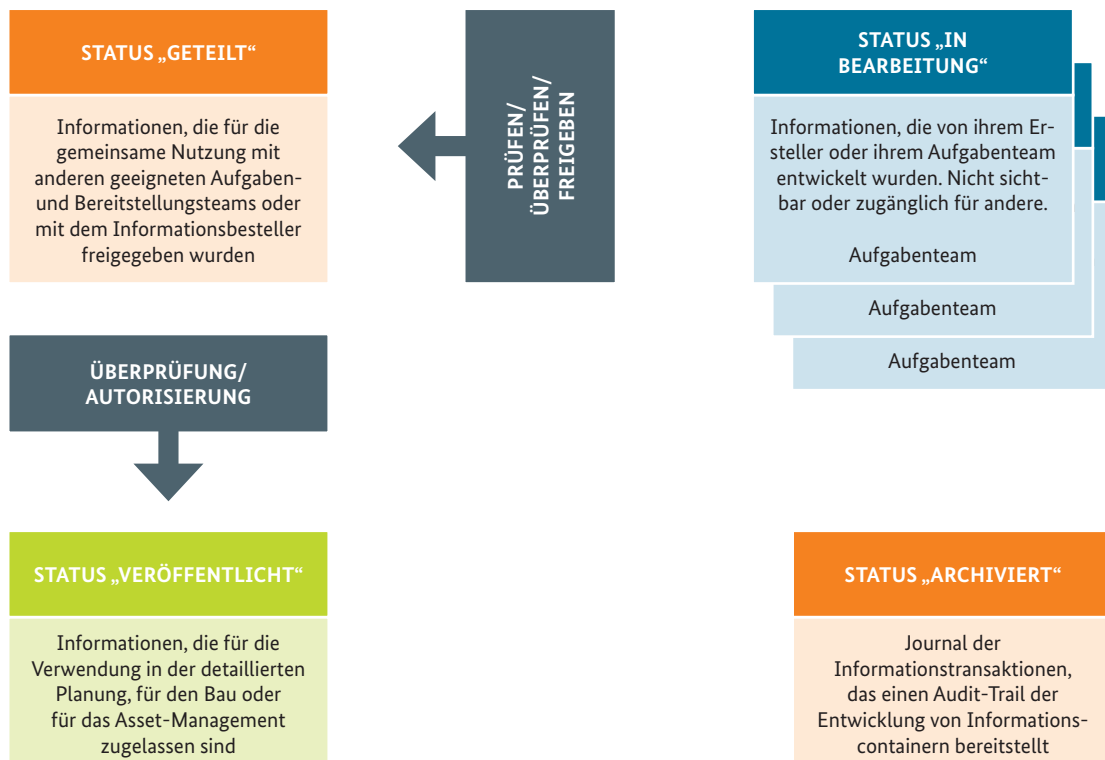 STATUS „GETEILT“
Informationen, die für die
gemeinsame Nutzung mit
anderen geeigneten Aufgaben-
und Bereitstellungsteams oder
mit dem Informationsbesteller
freigegeben wurden
PRÜFEN/
ÜBERPRÜFEN/
FREIGEBEN
STATUS „IN
BEARBEITUNG“
Informationen, die von ihrem Er-
steller oder ihrem Aufgabenteam
entwickelt wurden. Nicht sicht-
bar oder zugänglich für andere.
Aufgabenteam
Aufgabenteam
Aufgabenteam
ÜBERPRÜFUNG/
AUTORISIERUNG
STATUS „VERÖFFENTLICHT“
Informationen, die für die
Verwendung in der detaillierten
Planung, für den Bau oder
für das Asset-Management
zugelassen sind
STATUS „ARCHIVIERT“
Journal der
Informationstransaktionen,
das einen Audit-Trail der
Entwicklung von Informations-
containern bereitstellt